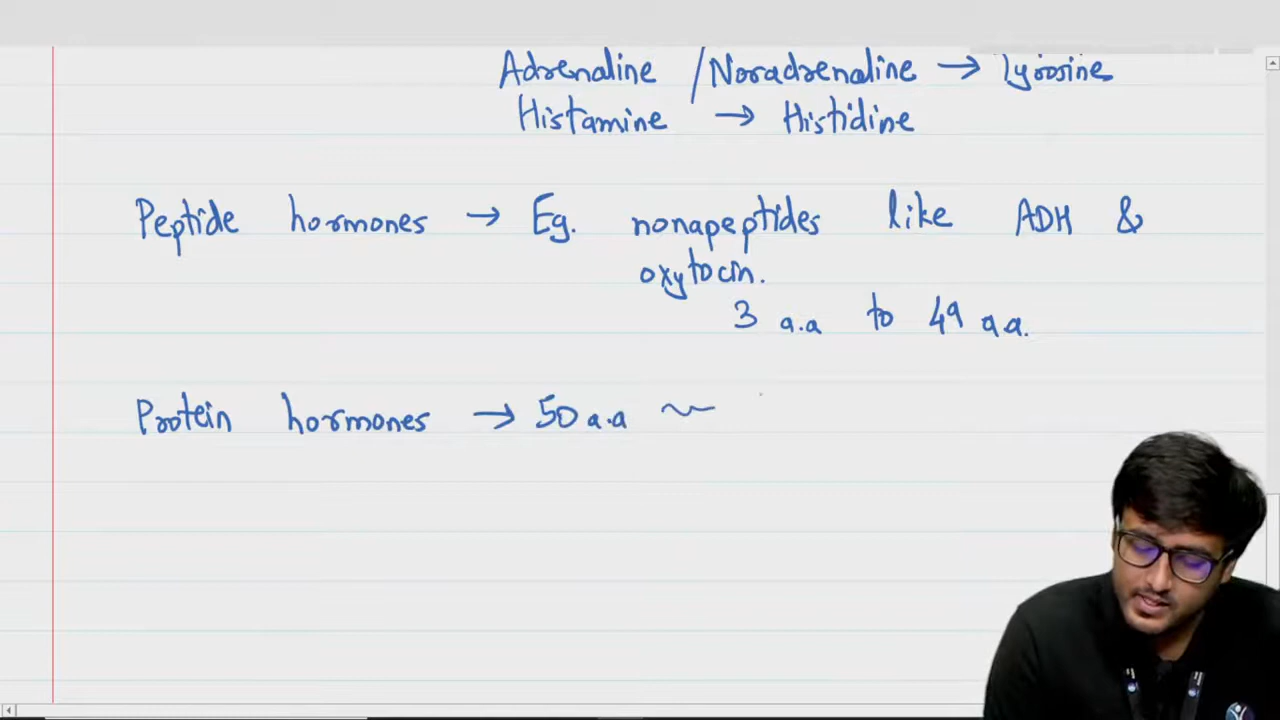 Adrenaline / Noradrenaline → Tyrosine
Histamine → Histidine
Peptide hormones → Eg. nonapeptides like ADH &
oxytocin.
3 a.a to 49 a.a.
Protein hormones → 50 a.a ~